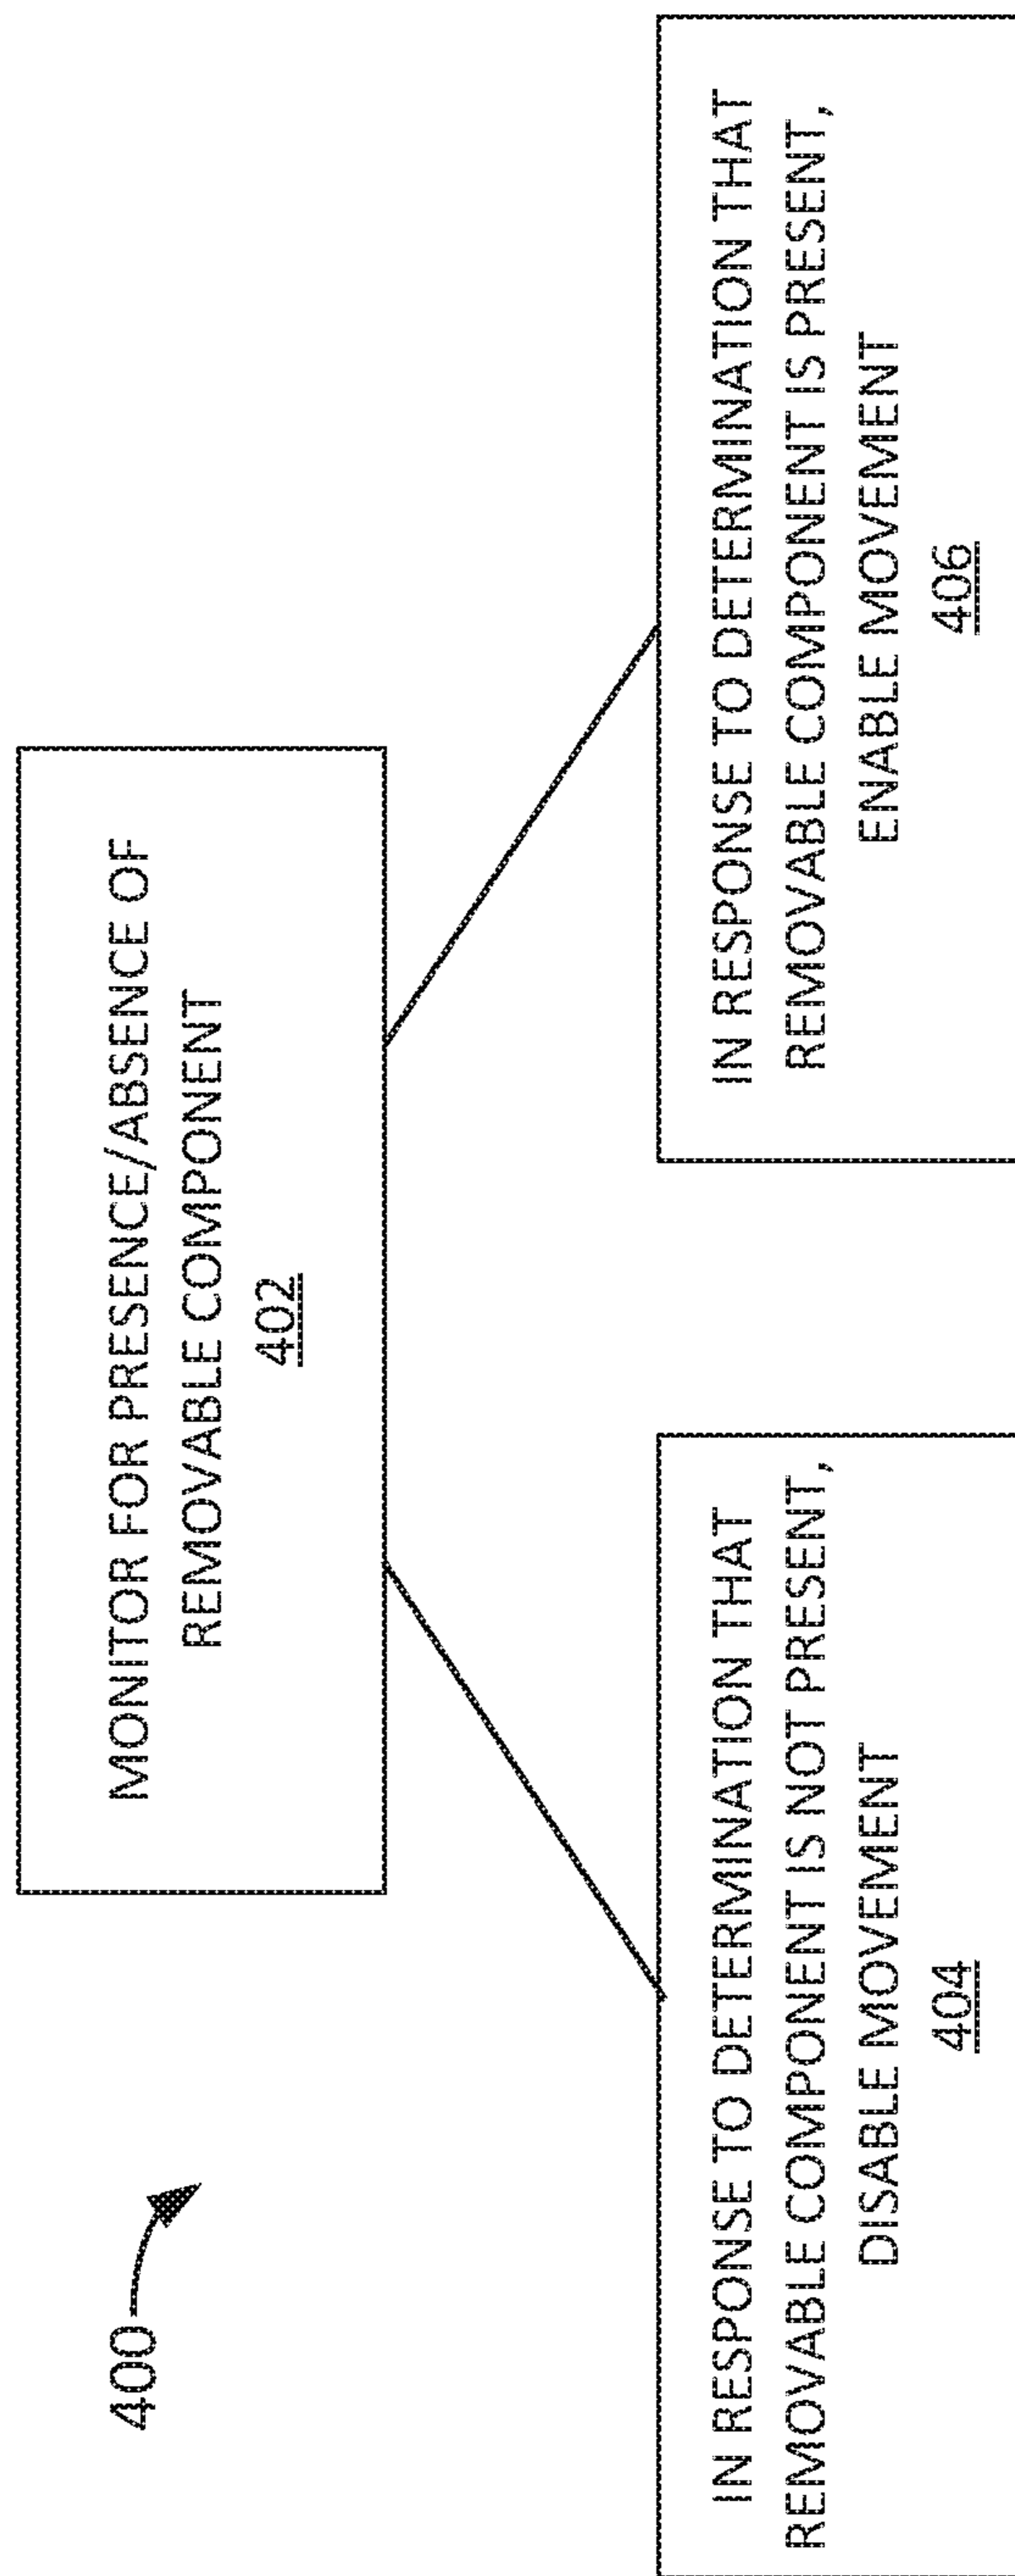 400
MONITOR FOR PRESENCE/ABSENCE OF
REMOVABLE COMPONENT
402
IN RESPONSE TO DETERMINATION THAT
REMOVABLE COMPONENT IS NOT PRESENT,
DISABLE MOVEMENT
404
IN RESPONSE TO DETERMINATION THAT
REMOVABLE COMPONENT IS PRESENT,
ENABLE MOVEMENT
406